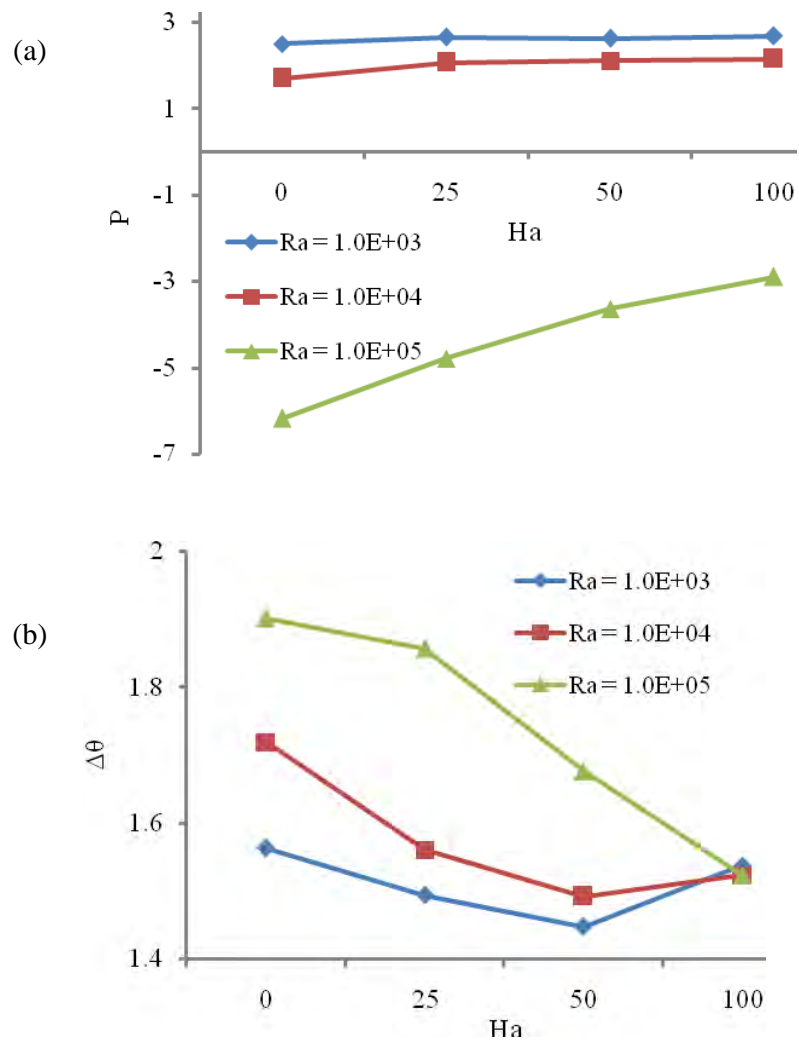 (a)
3
1
-1
-3
-5
-7
P
0 25 50 100
Ha
Ra = 1.0E+03
Ra = 1.0E+04
Ra = 1.0E+05
(b)
2
1.8
1.6
1.4
Δθ
Ra = 1.0E+03
Ra = 1.0E+04
Ra = 1.0E+05
0 25 50 100
Ha